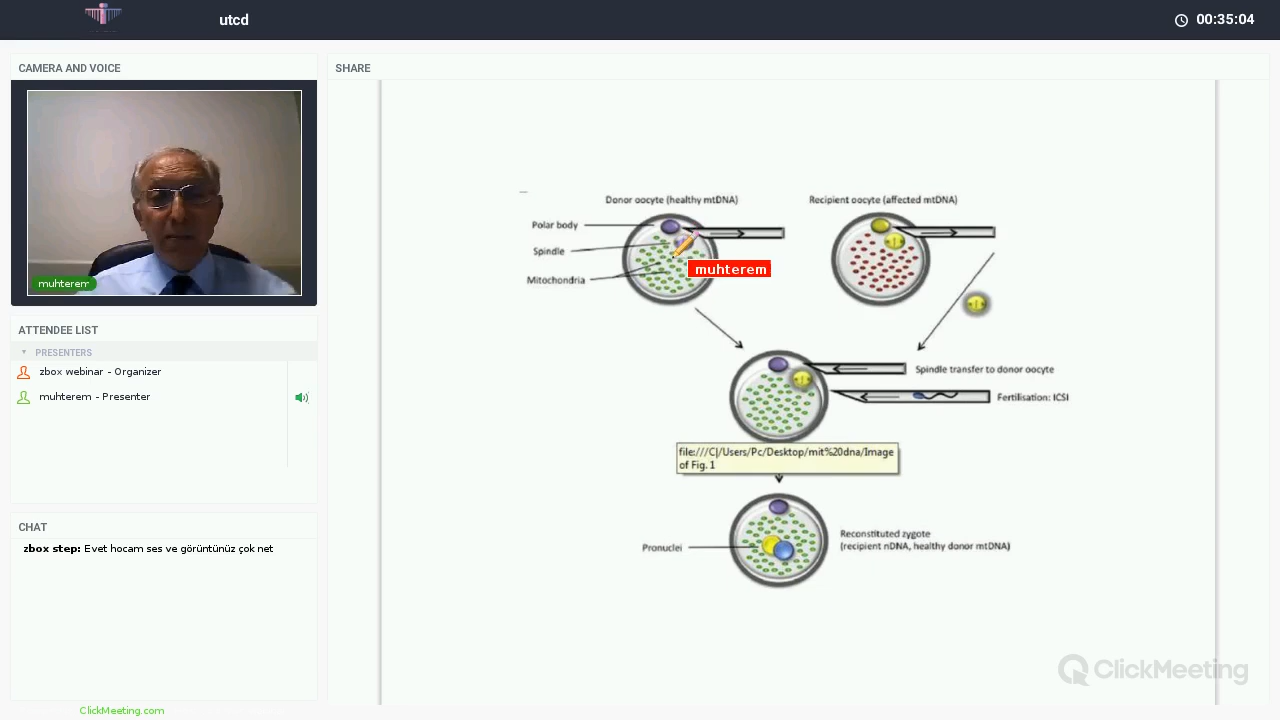 utcd
00:35:04
CAMERA AND VOICE
muhterem
ATTENDEE LIST
PRESENTERS
zbox webinar - Organizer
muhterem - Presenter
CHAT
zbox step: Evet hocam ses ve görüntünüz çok net
ClickMeeting.com
SHARE
Donor oocyte (healthy mtDNA)
Recipient oocyte (affected mtDNA)
Polar body
Spindle
Mitochondria
muhterem
Spindle transfer to donor oocyte
Fertilisation: ICSI
file:///C|/Users/Pc/Desktop/mit%20dna/Image
of Fig. 1
Pronuclei
Reconstituted zygote
(recipient nDNA, healthy donor mtDNA)
ClickMeeting